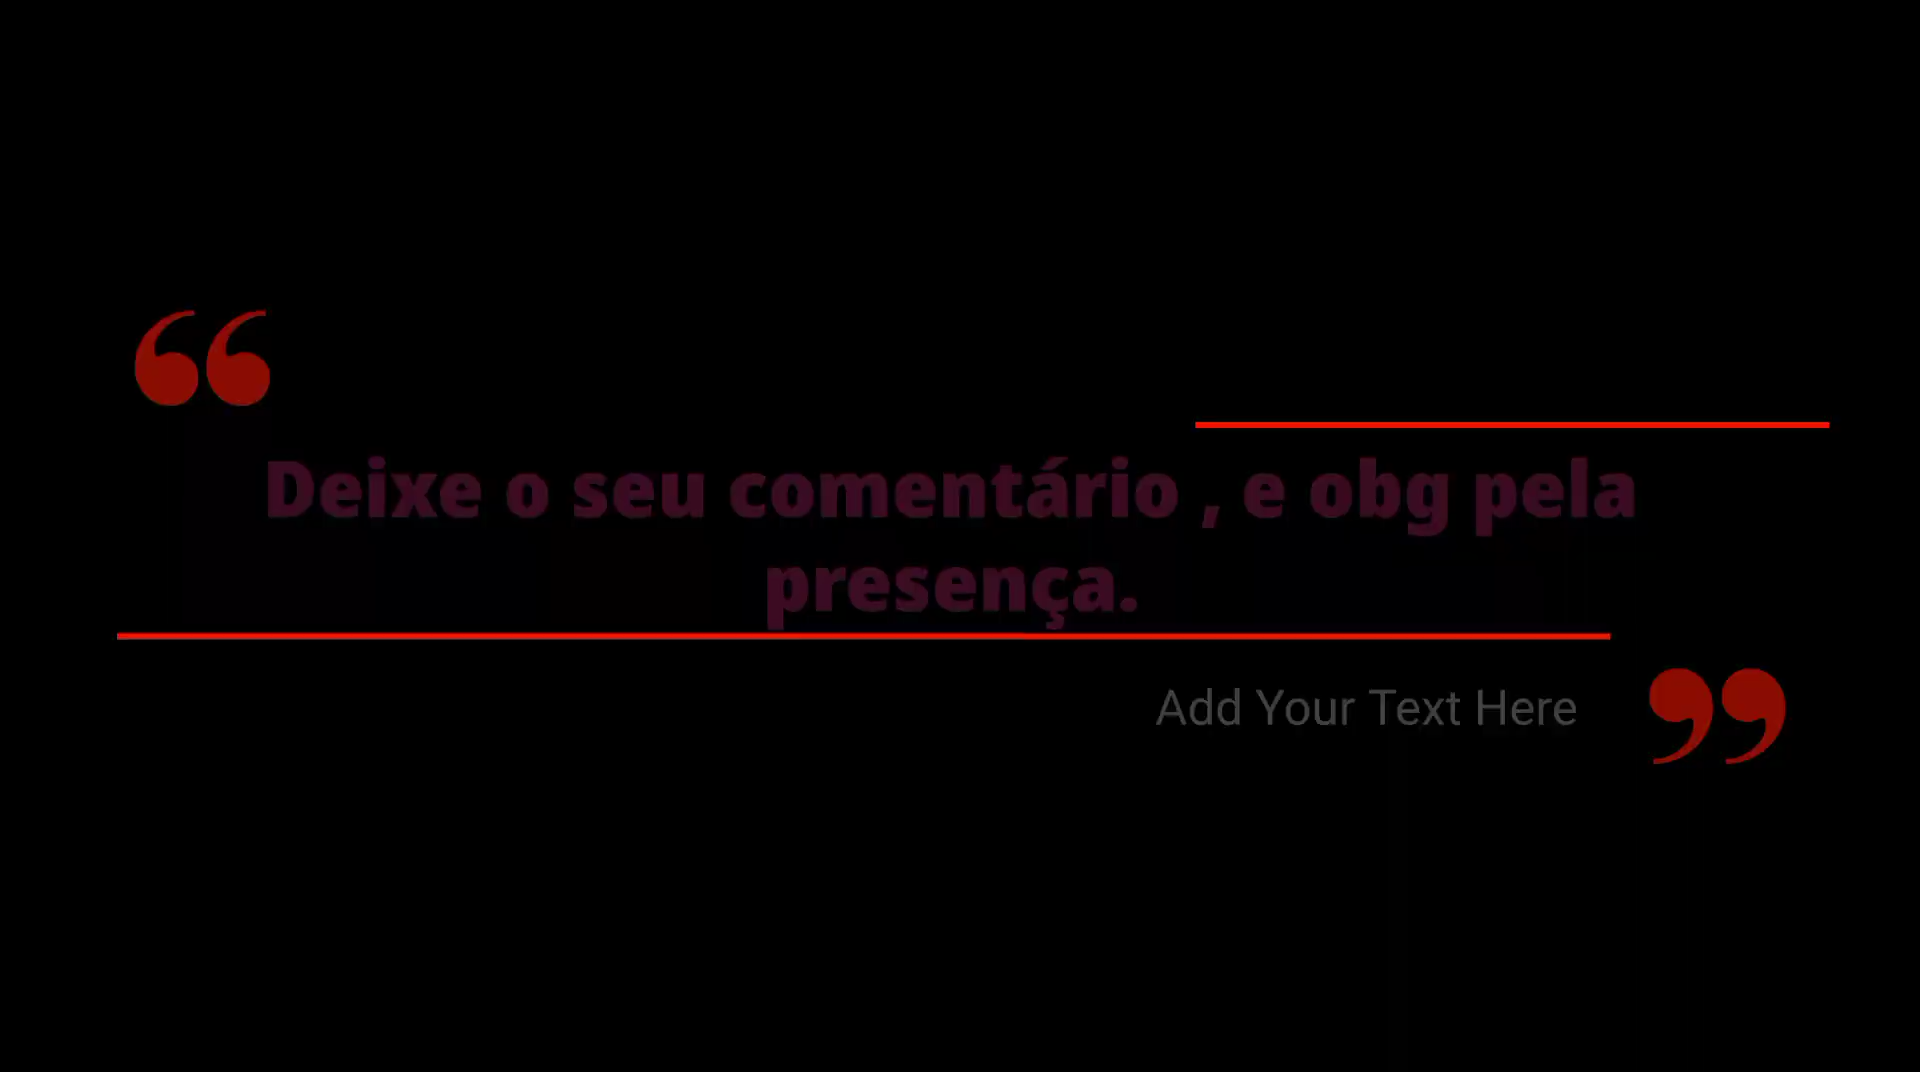 “
Deixe o seu comentário , e obg pela
presença.
Add Your Text Here
”